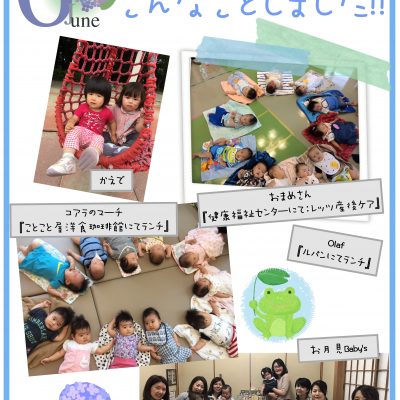 6
June
こんなことしました!!
かえで
おまめさん
『健康福祉センターにて:レッツ産後ケア』
コアラのマーチ
『ことこと屋洋食珈琲館にてランチ』
Olaf
『ルパンにてランチ』
お月見Baby's